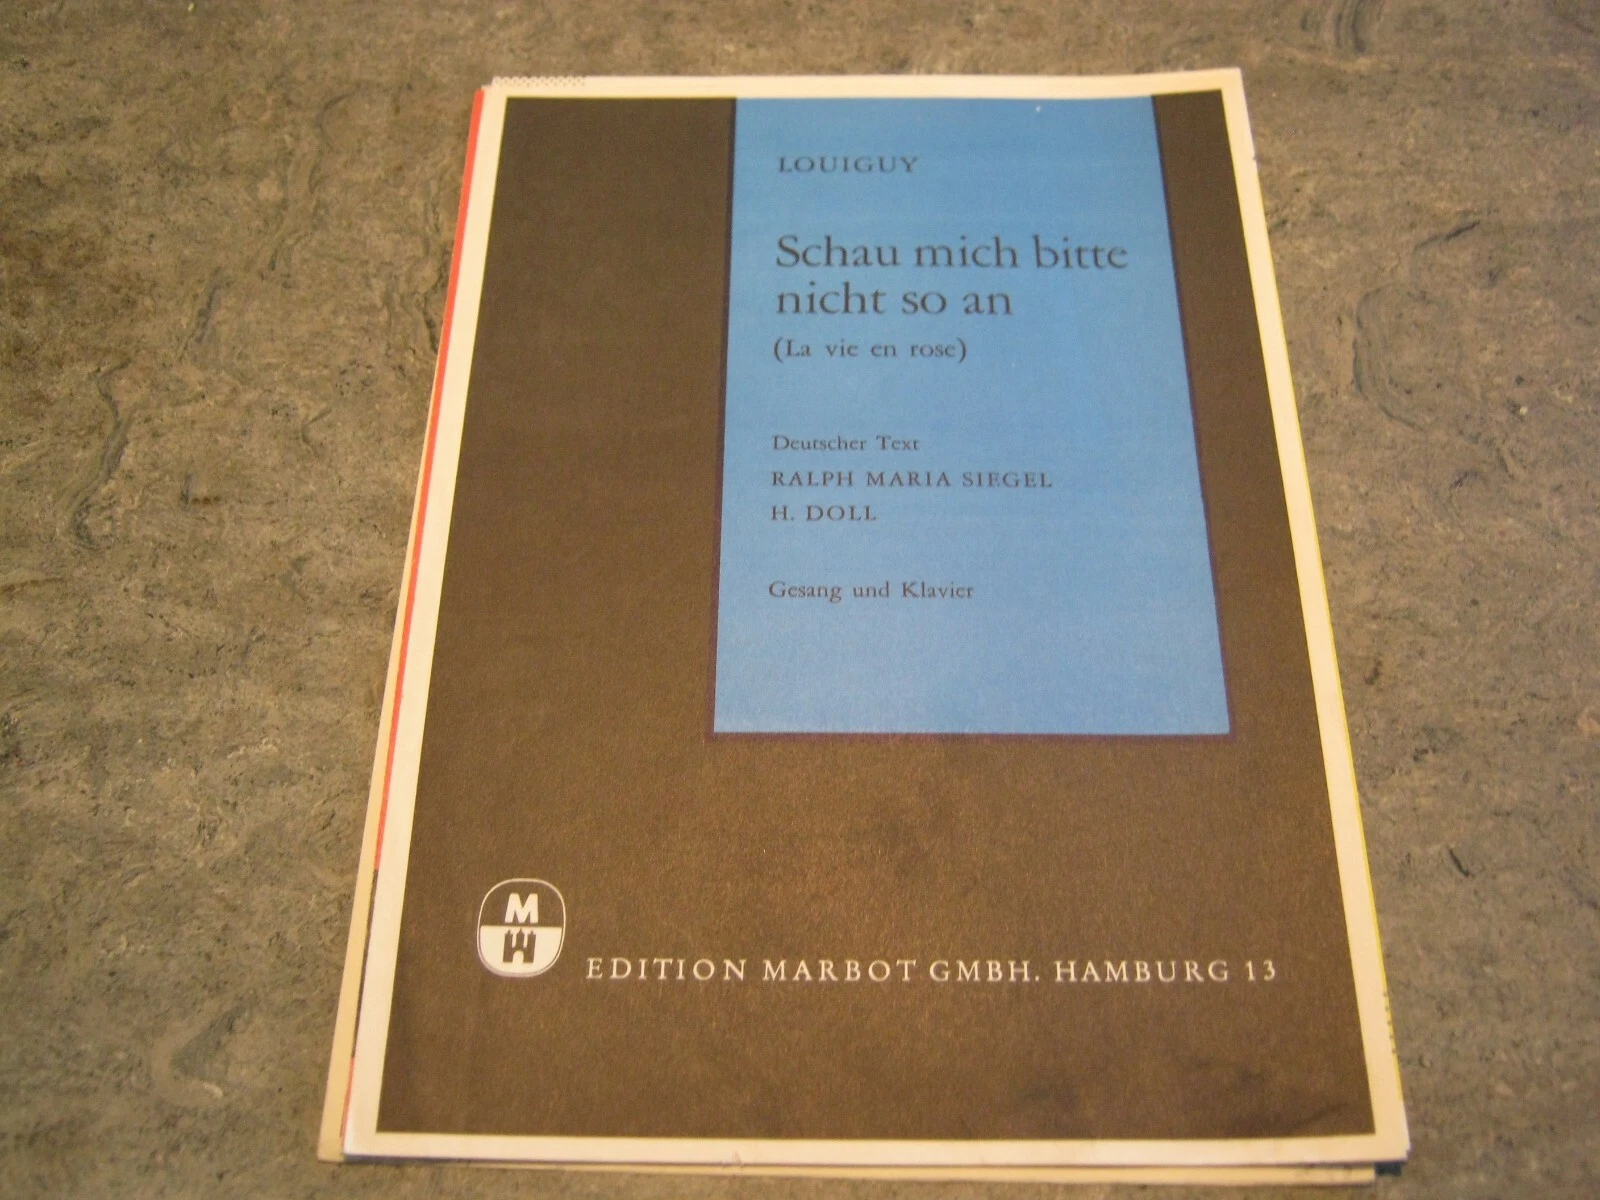 LOUIGUY
Schau mich bitte
nicht so an
(La vie en rose)
Deutscher Text
RALPH MARIA SIEGEL
H. DOLL
Gesang und Klavier
M
W
EDITION MARBOT GMBH. HAMBURG 13